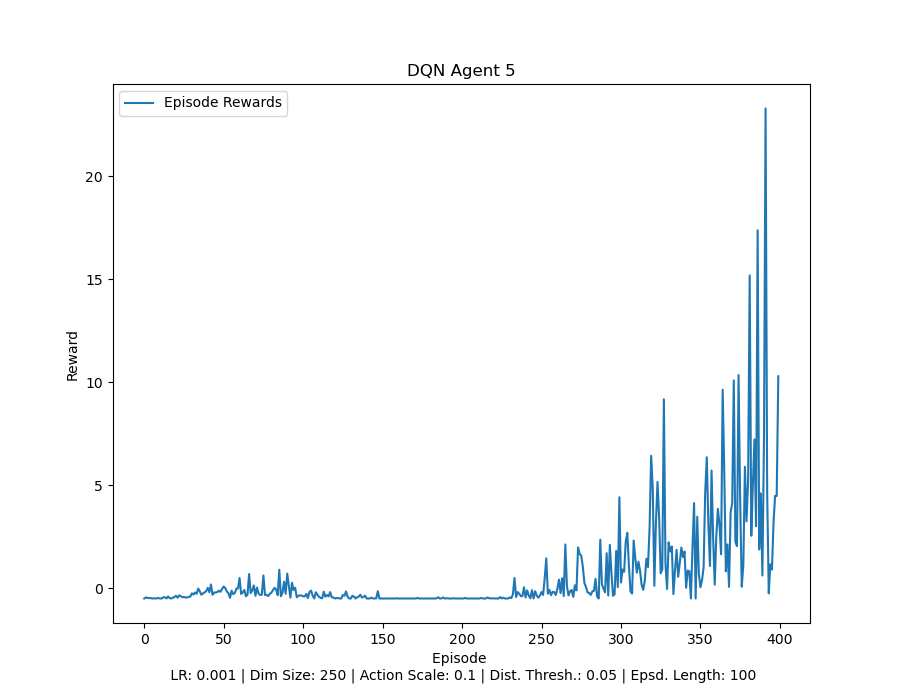 DQN Agent 5
Episode Rewards
20
15
10
5
0
Reward
0 50 100 150 200 250 300 350 400
Episode
LR: 0.001 | Dim Size: 250 | Action Scale: 0.1 | Dist. Thresh.: 0.05 | Epsd. Length: 100